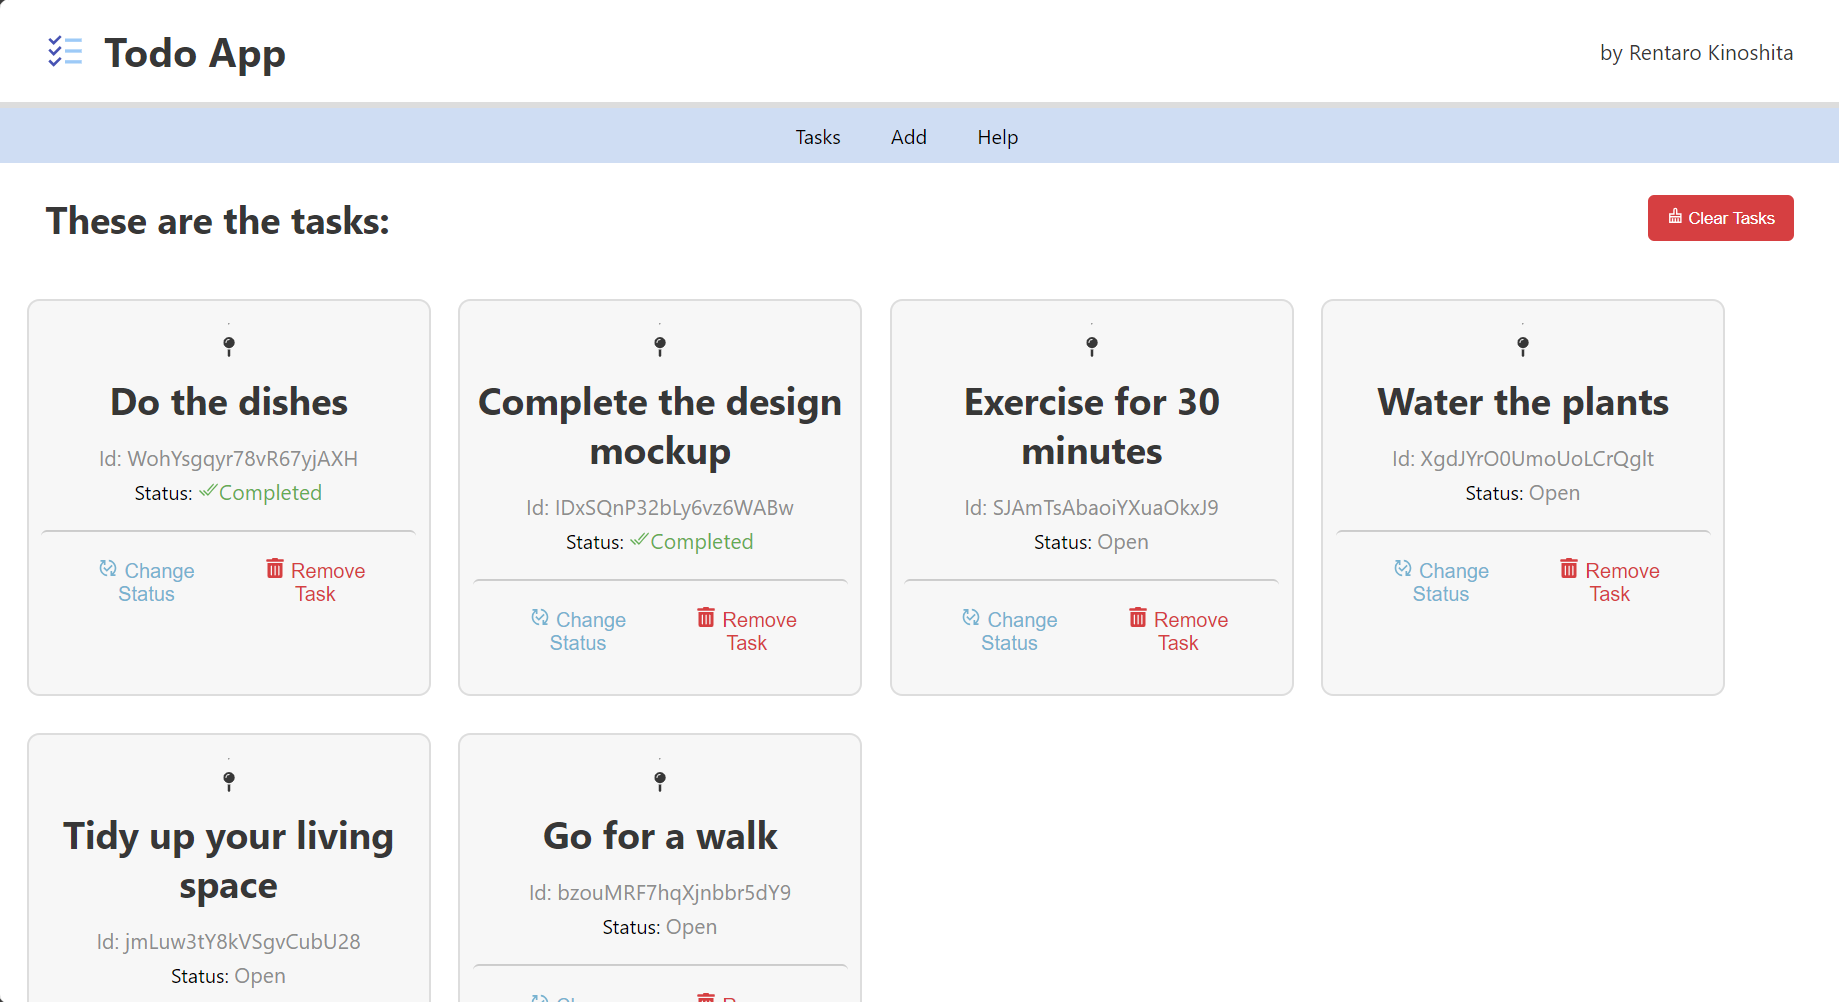 Todo App
by Rentaro Kinoshita
Tasks Add Help
These are the tasks:
Clear Tasks
Do the dishes
Id: WohYsgqyr78vR67yjAXH
Status: Completed
Change
Status
Remove
Task
Complete the design
mockup
Id: IDxSQnP32bLy6vz6WABw
Status: Completed
Change
Status
Remove
Task
Exercise for 30
minutes
Id: SJAmTsAbaoiYXuaOkxJ9
Status: Open
Change
Status
Remove
Task
Water the plants
Id: XgdJYrO0UmoUoLCrQglt
Status: Open
Change
Status
Remove
Task
Tidy up your living
space
Id: jmLuw3tY8kVSgvCubU28
Status: Open
Go for a walk
Id: bzouMRF7hqXjnbbr5dY9
Status: Open